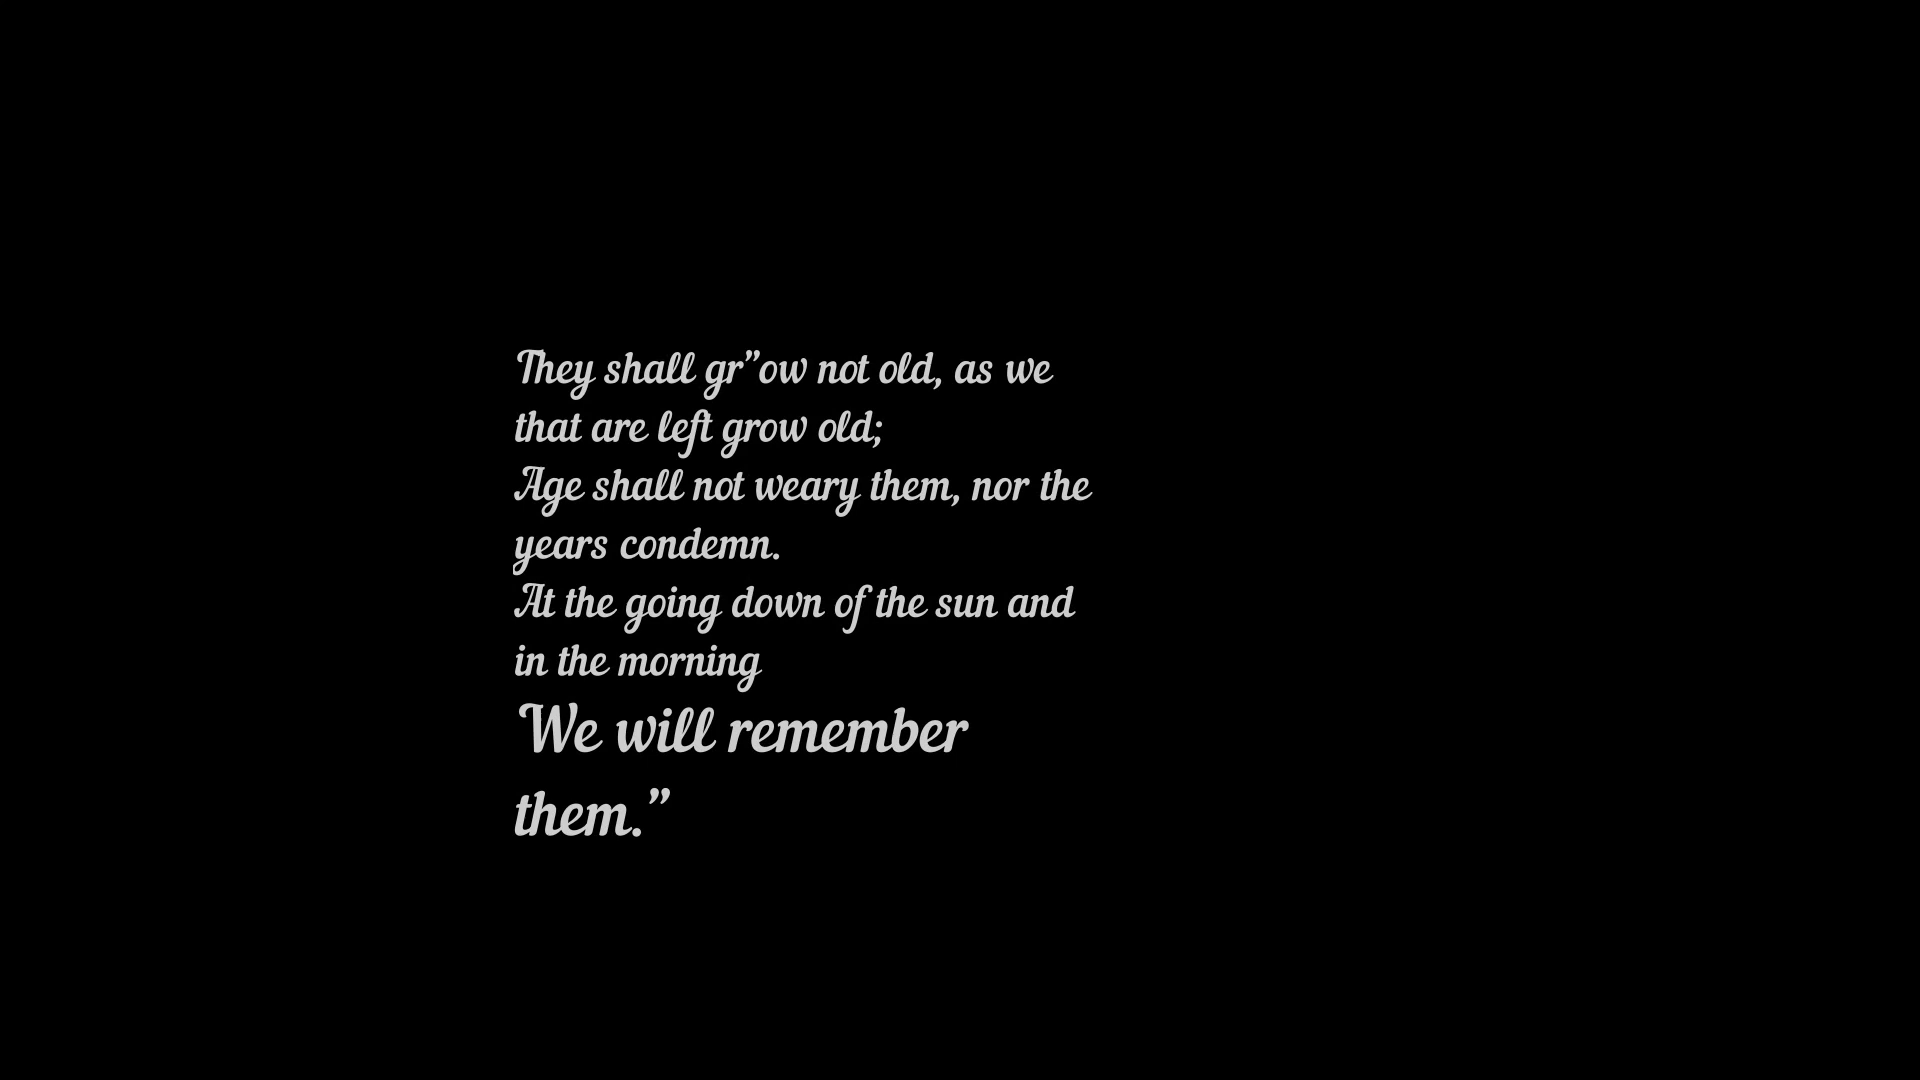 They shall gr”ow not old, as we
that are left grow old;
Age shall not weary them, nor the
years condemn.
At the going down of the sun and
in the morning
We will remember
them.”